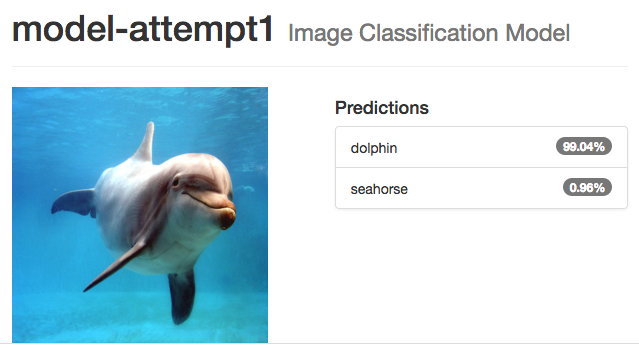 model-attempt1 Image Classification Model
Predictions
dolphin 99.04%
seahorse 0.96%